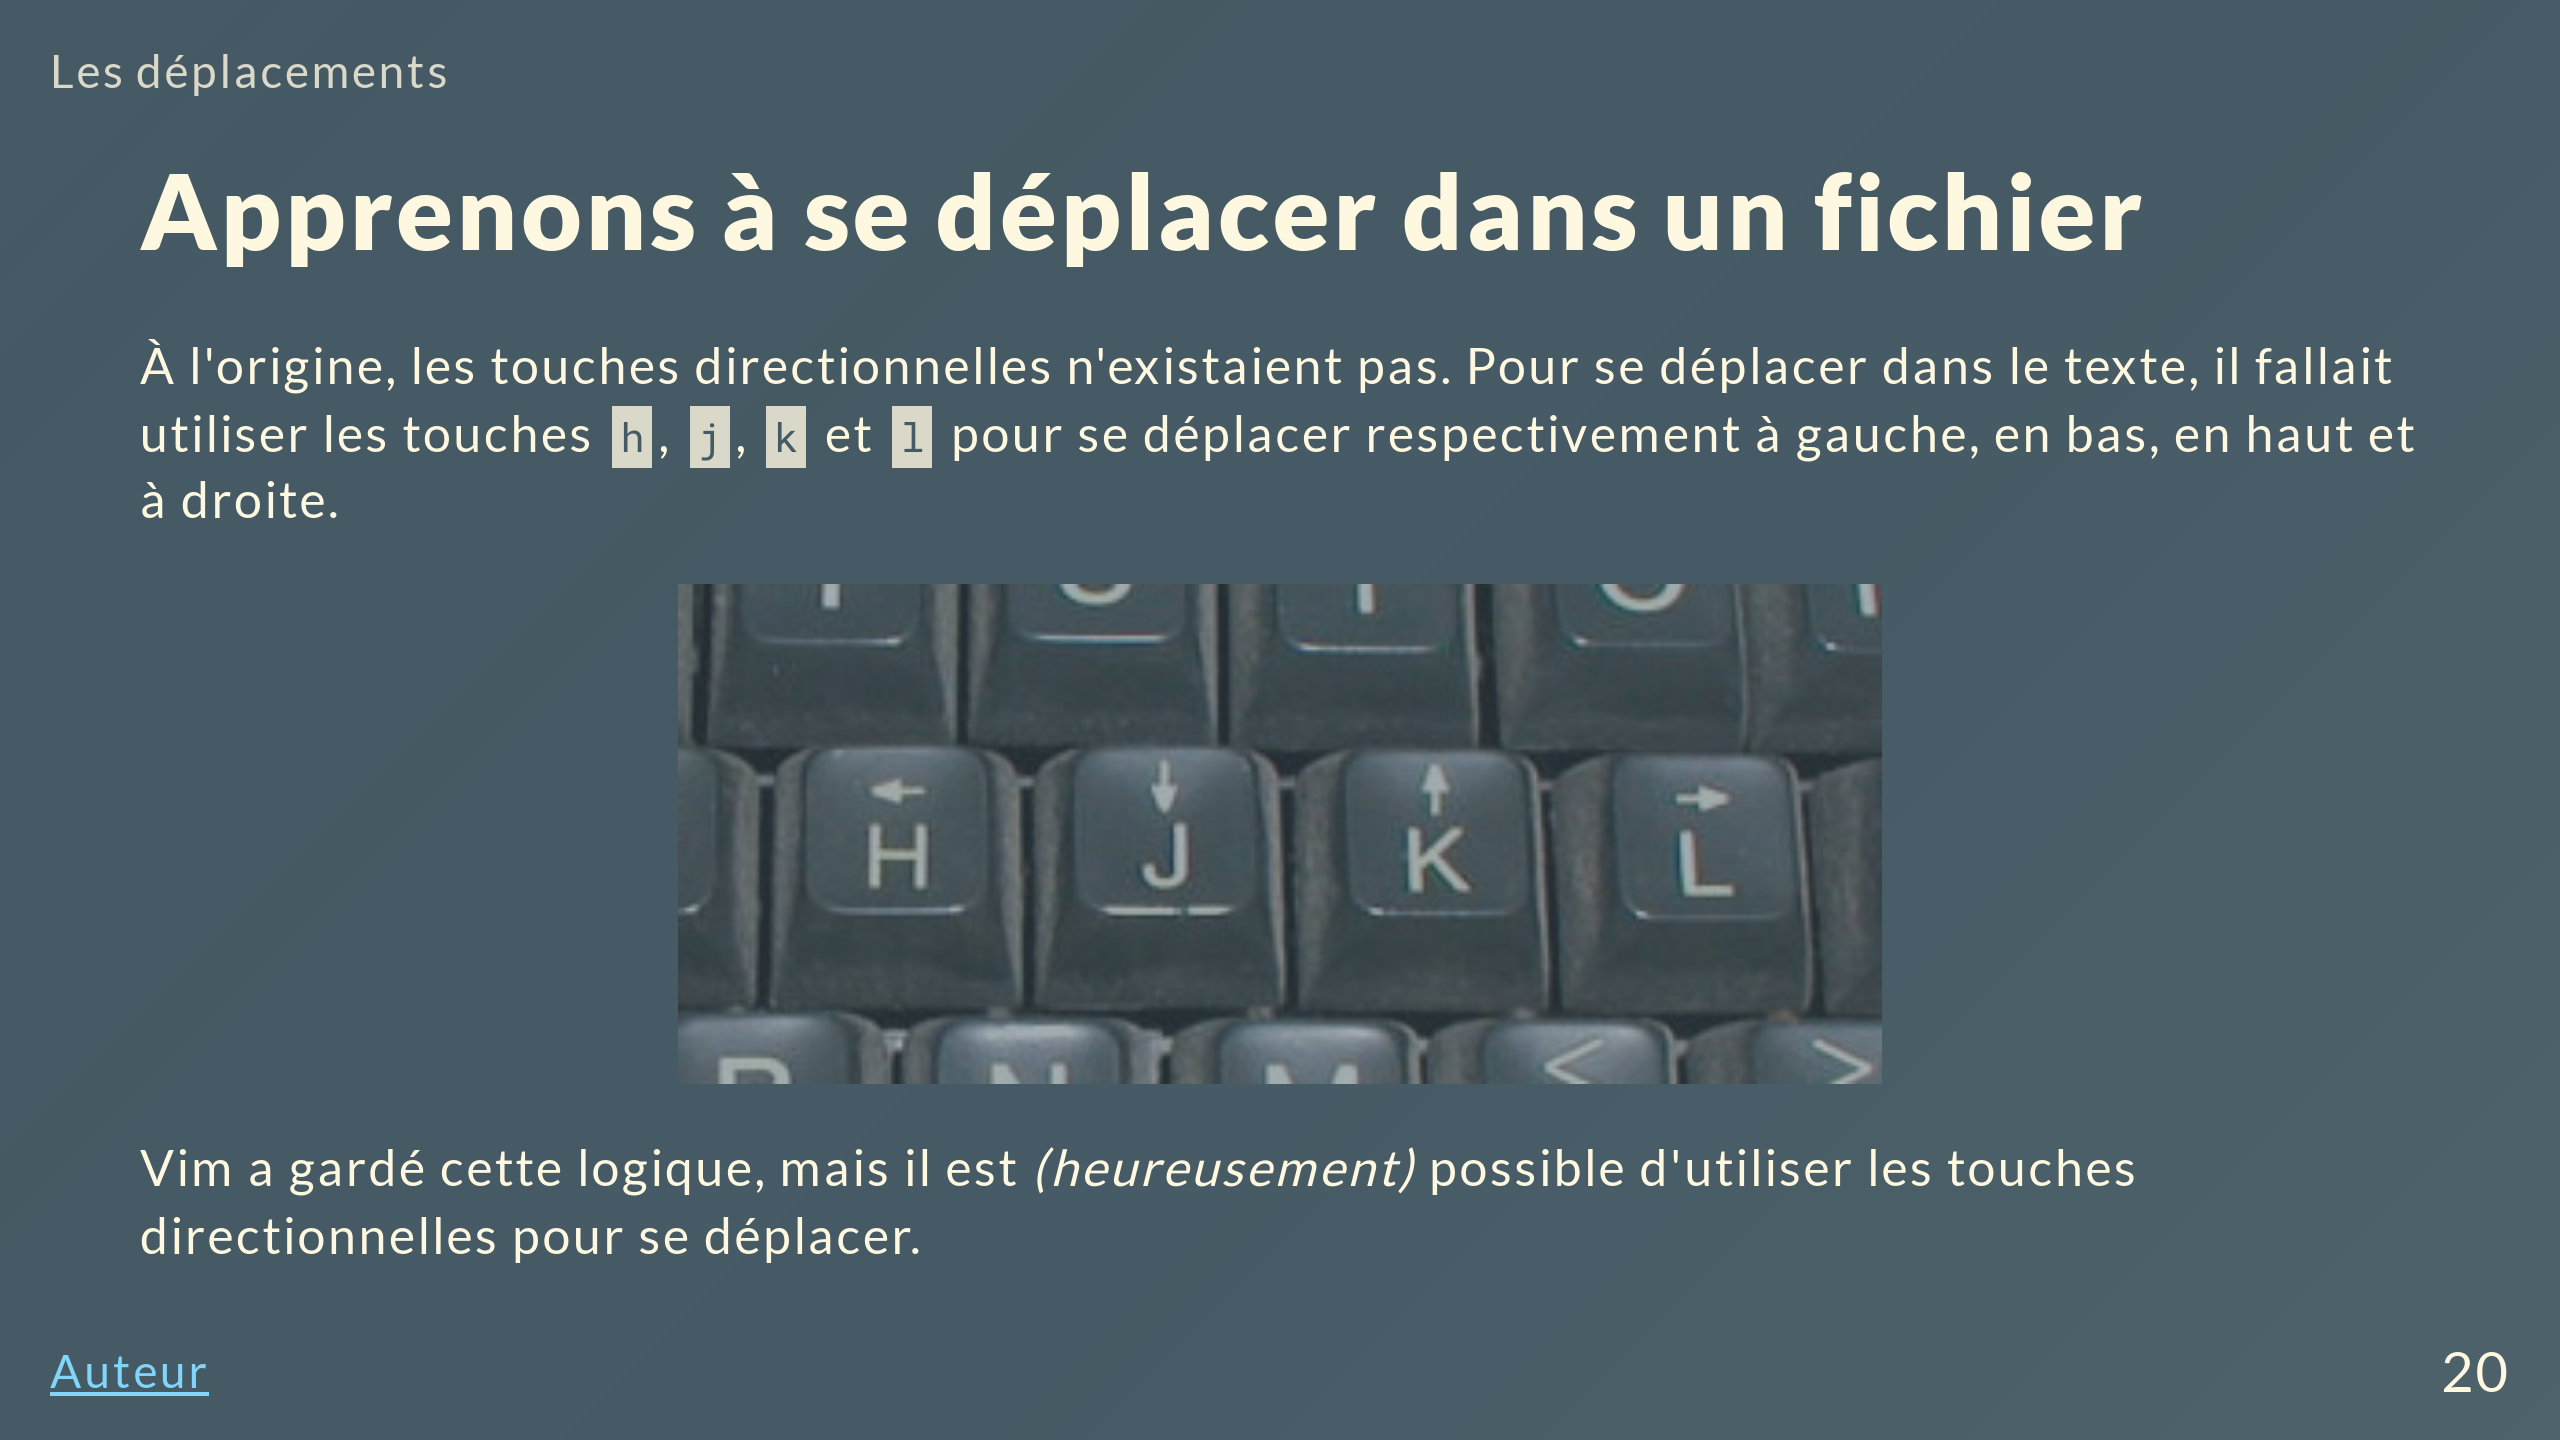 Les déplacements
Apprenons à se déplacer dans un fichier
À l'origine, les touches directionnelles n'existaient pas. Pour se déplacer dans le texte, il fallait
utiliser les touches h, j, k et l pour se déplacer respectivement à gauche, en bas, en haut et
à droite.
← ↓ ↑ →
H J K L
N M < >
Vim a gardé cette logique, mais il est (heureusement) possible d'utiliser les touches
directionnelles pour se déplacer.
Auteur
20